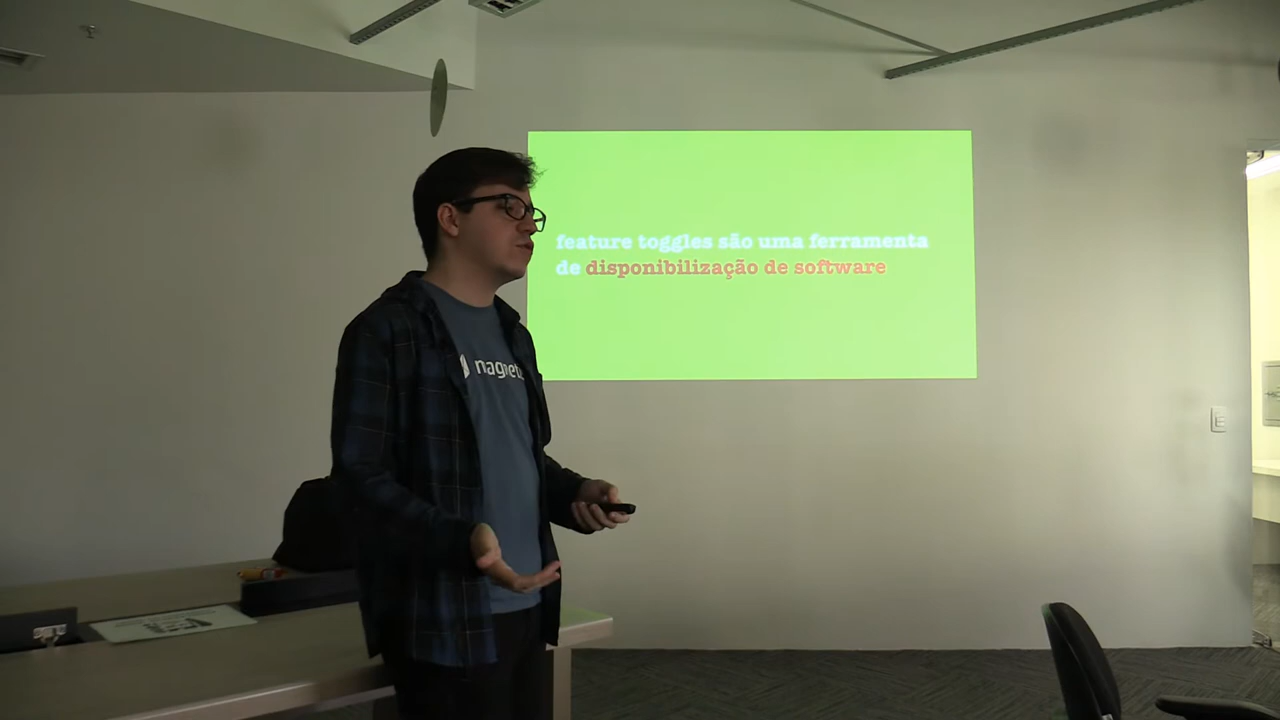 feature toggles são uma ferramenta
de disponibilização de software